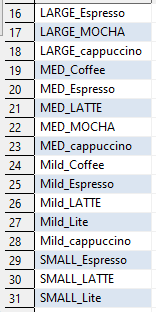 16 LARGE_Espresso
17 LARGE_MOCHA
18 LARGE_cappuccino
19 MED_Coffee
20 MED_Espresso
21 MED_LATTE
22 MED_MOCHA
23 MED_cappuccino
24 Mild_Coffee
25 Mild_Espresso
26 Mild_LATTE
27 Mild_Lite
28 Mild_cappuccino
29 SMALL_Espresso
30 SMALL_LATTE
31 SMALL_Lite